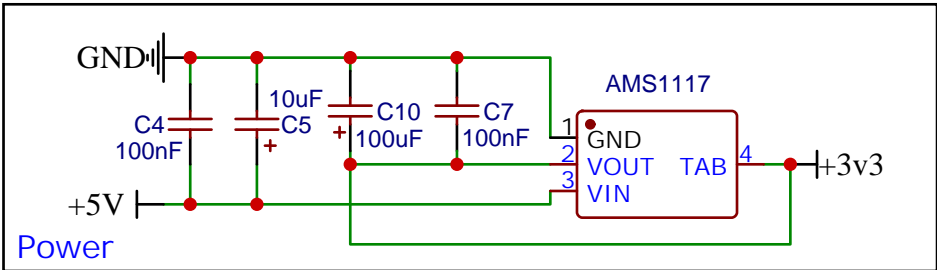 GND
AMS1117
10uF
C4
C5
C10
C7
100nF
100uF
100nF
+
+
1
GND
2
VOUT
TAB
4
3
VIN
+3v3
+5V
Power